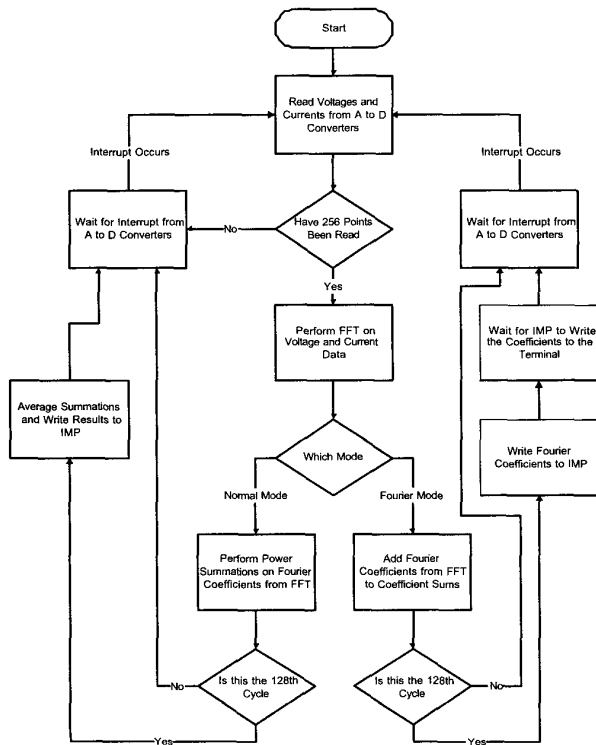 Start
Read Voltages and
Currents from A to D
Converters
Interrupt Occurs
Interrupt Occurs
Wait for Interrupt from
A to D Converters
No
Have 256 Points
Been Read
Wait for Interrupt from
A to D Converters
Yes
Perform FFT on
Voltage and Current
Data
Wait for IMP to Write
the Coefficients to the
Terminal
Average Summations
and Write Results to
IMP
Which Mode
Write Fourier
Coefficients to IMP
Normal Mode
Fourier Mode
Perform Power
Summations on Fourier
Coefficients from FFT
Add Fourier
Coefficients from FFT
to Coefficient Sums
No
Is this the 128th
Cycle
Is this the 128th
Cycle
No
Yes
Yes